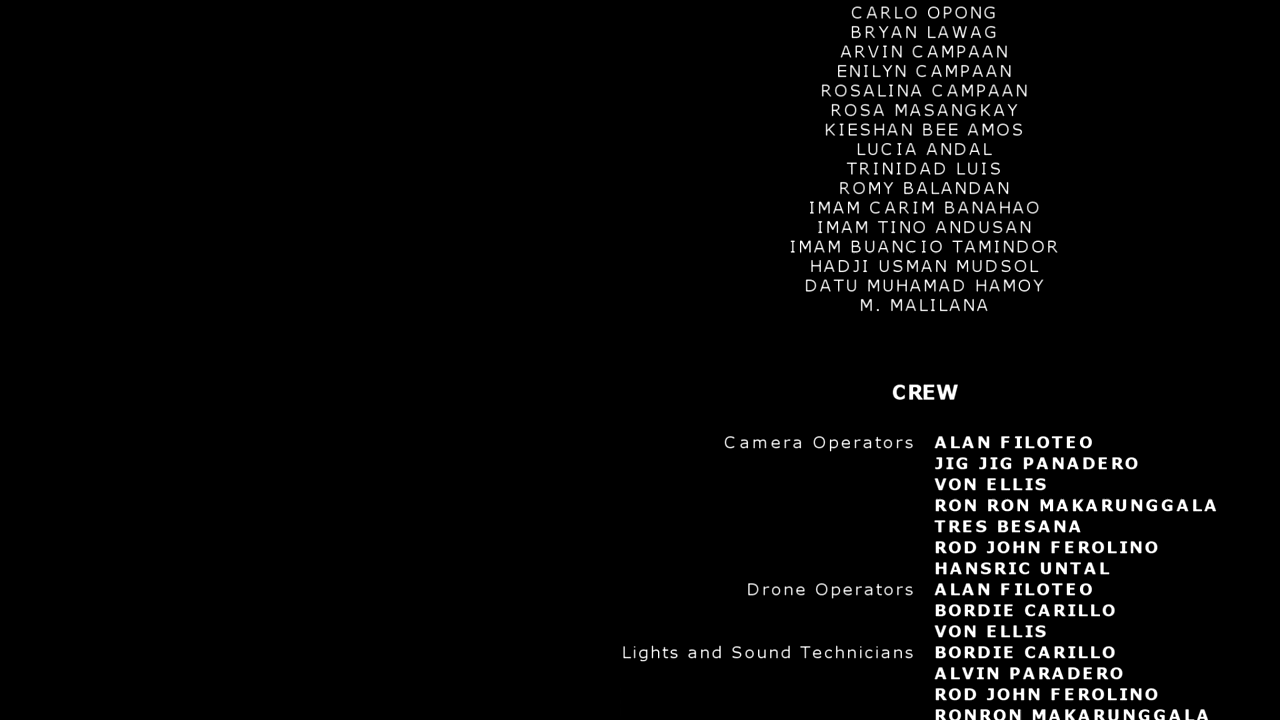 CARLO OPONG
BRYAN LAWAG
ARVIN CAMPAAN
ENILYN CAMPAAN
ROSALINA CAMPAAN
ROSA MASANGKAY
KIESHAN BEE AMOS
LUCIA ANDAL
TRINIDAD LUIS
ROMY BALANDAN
IMAM CARIM BANAHAO
IMAM TINO ANDUSAN
IMAM BUANCIO TAMINDOR
HADJI USMAN MUDSOL
DATU MUHAMAD HAMOY
M. MALILANA
CREW
Camera Operators ALAN FILOTEO
JIG JIG PANADERO
VON ELLIS
RON RON MAKARUNGGALA
TRES BESANA
ROD JOHN FEROLINO
HANSRIC UNTAL
Drone Operators ALAN FILOTEO
BORDIE CARILLO
VON ELLIS
Lights and Sound Technicians BORDIE CARILLO
ALVIN PARADERO
ROD JOHN FEROLINO
RONRON MAKARUNGGALA